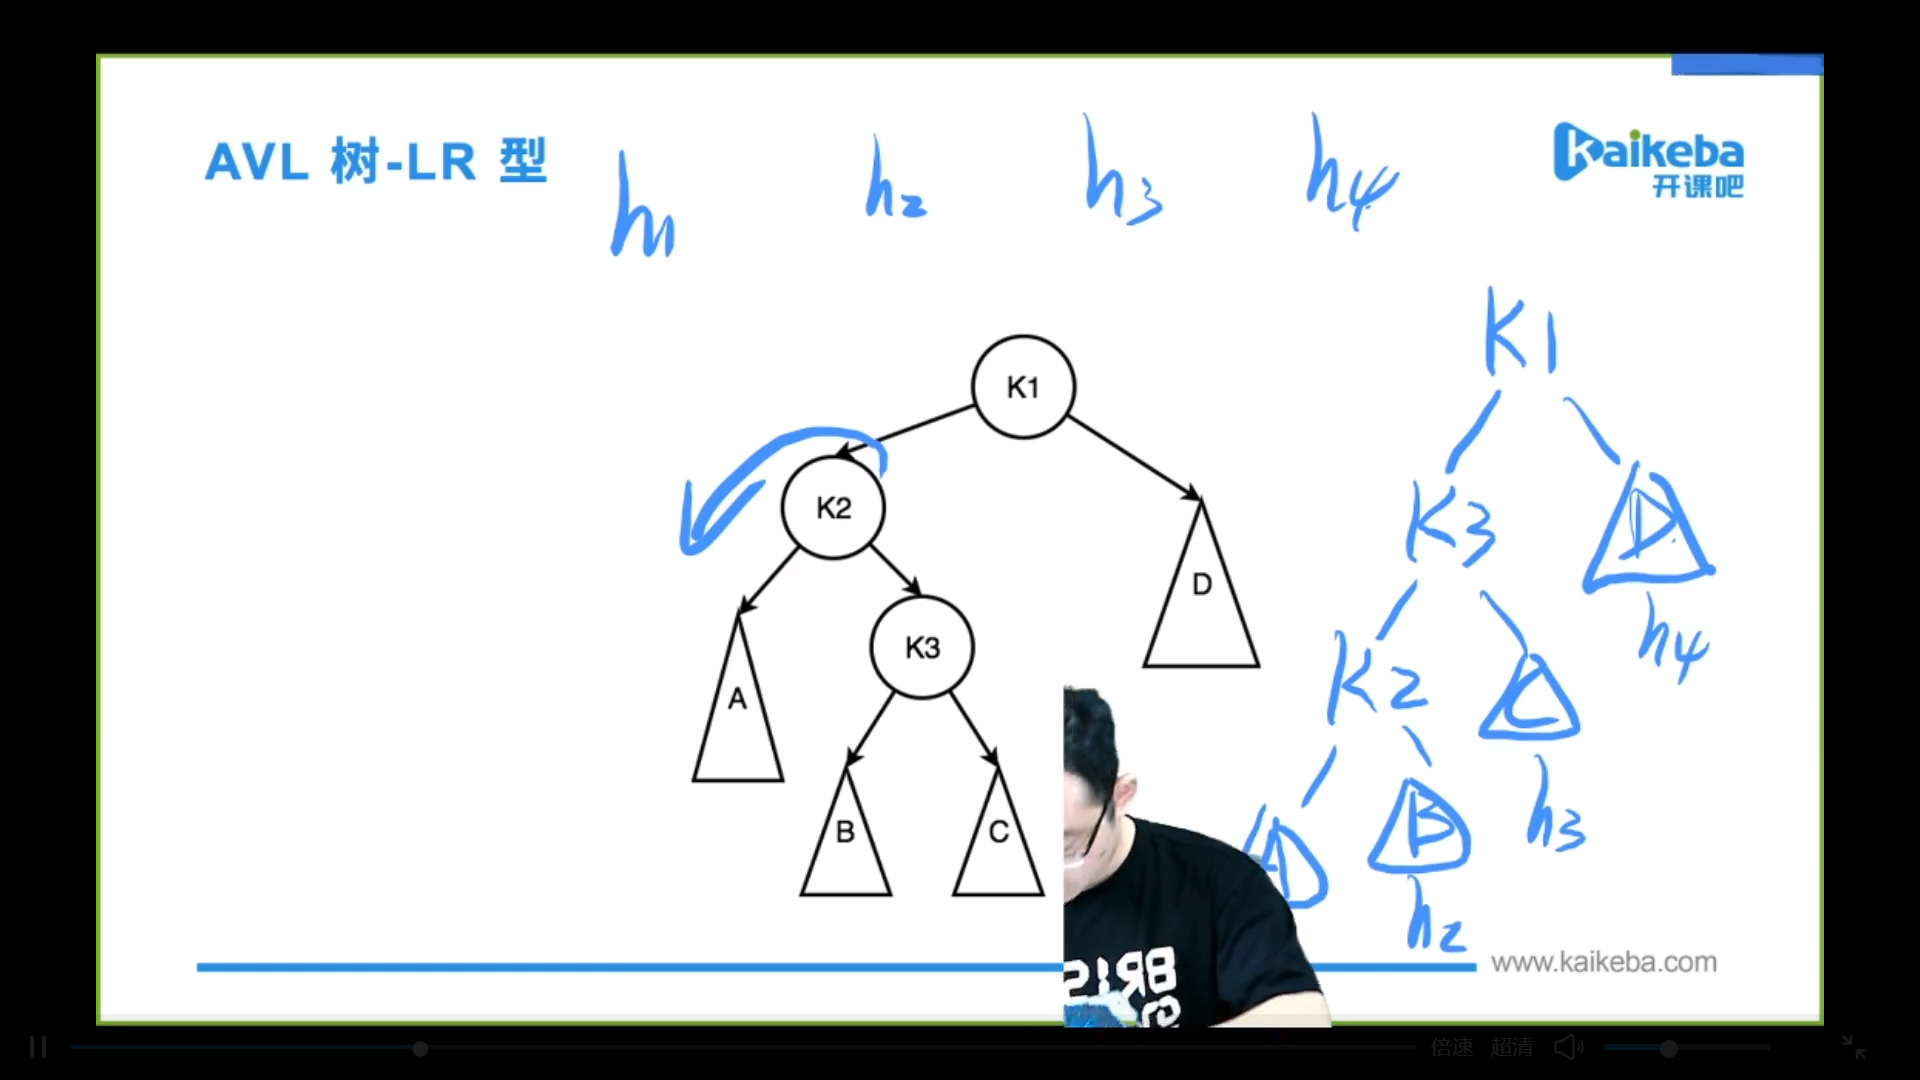 AVL 树-LR 型
h1
h2
h3
h4
kaikeba
开课吧
K1
K2
D
K3
A
B
C
K1
K3
D
h4
K2
C
h3
A
B
h2
www.kaikeba.com
倍速 超清